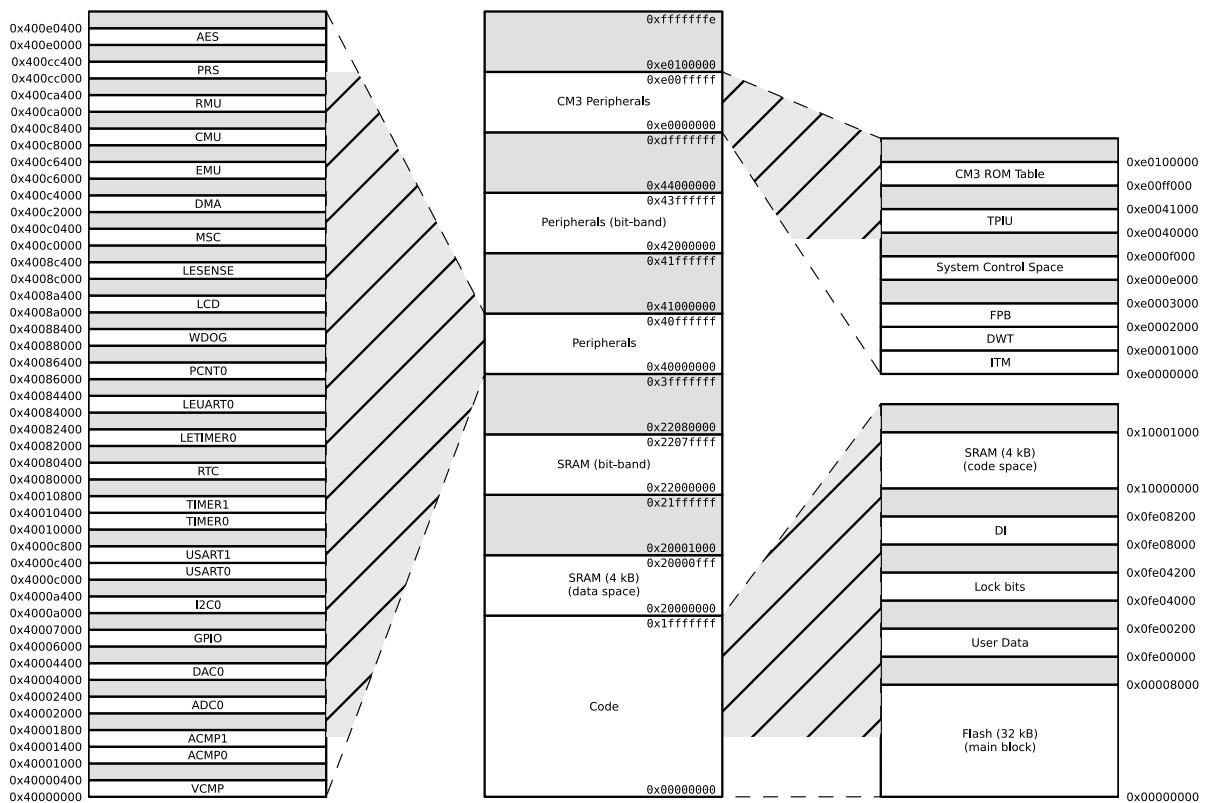 0x400e0400
AES
0x400e0000
0x400cc400
PRS
0x400cc000
0x400ca400
RMU
0x400ca000
0x400c8400
CMU
0x400c8000
0x400c6400
EMU
0x400c6000
0x400c4000
DMA
0x400c2000
0x400c0400
MSC
0x400c0000
0x4008c400
LESENSE
0x4008c000
0x4008a400
LCD
0x4008a000
0x40088400
WDOG
0x40088000
0x40086400
PCNT0
0x40086000
0x40084400
LEUART0
0x40084000
0x40082400
LETIMER0
0x40082000
0x40080400
RTC
0x40080000
0x40010800
TIMER1
0x40010400
TIMER0
0x40010000
0x4000c800
USART1
0x4000c400
USART0
0x4000c000
0x4000a400
I2C0
0x4000a000
0x40007000
GPIO
0x40006000
0x40004400
DAC0
0x40004000
0x40002400
ADC0
0x40002000
0x40001800
ACMP1
0x40001400
ACMP0
0x40001000
0x40000400
VCMP
0x40000000
0xfffffffe
0xe0100000
0xe00fffff
CM3 Peripherals
0xe0000000
0xdfffffff
0x44000000
0x43ffffff
Peripherals (bit-band)
0x42000000
0x41ffffff
0x41000000
0x40ffffff
Peripherals
0x40000000
0x3fffffff
0x22080000
0x2207ffff
SRAM (bit-band)
0x22000000
0x21ffffff
0x20001000
0x20000fff
SRAM (4 kB)
(data space)
0x20000000
0x1fffffff
Code
0x00000000
0xe0100000
CM3 ROM Table
0xe00ff000
0xe0041000
TPIU
0xe0040000
0xe000f000
System Control Space
0xe000e000
0xe0003000
FPB
0xe0002000
DWT
0xe0001000
ITM
0xe0000000
0x10001000
SRAM (4 kB)
(code space)
0x10000000
0x0fe08200
DI
0x0fe08000
0x0fe04200
Lock bits
0x0fe04000
0x0fe00200
User Data
0x0fe00000
0x00008000
Flash (32 kB)
(main block)
0x00000000